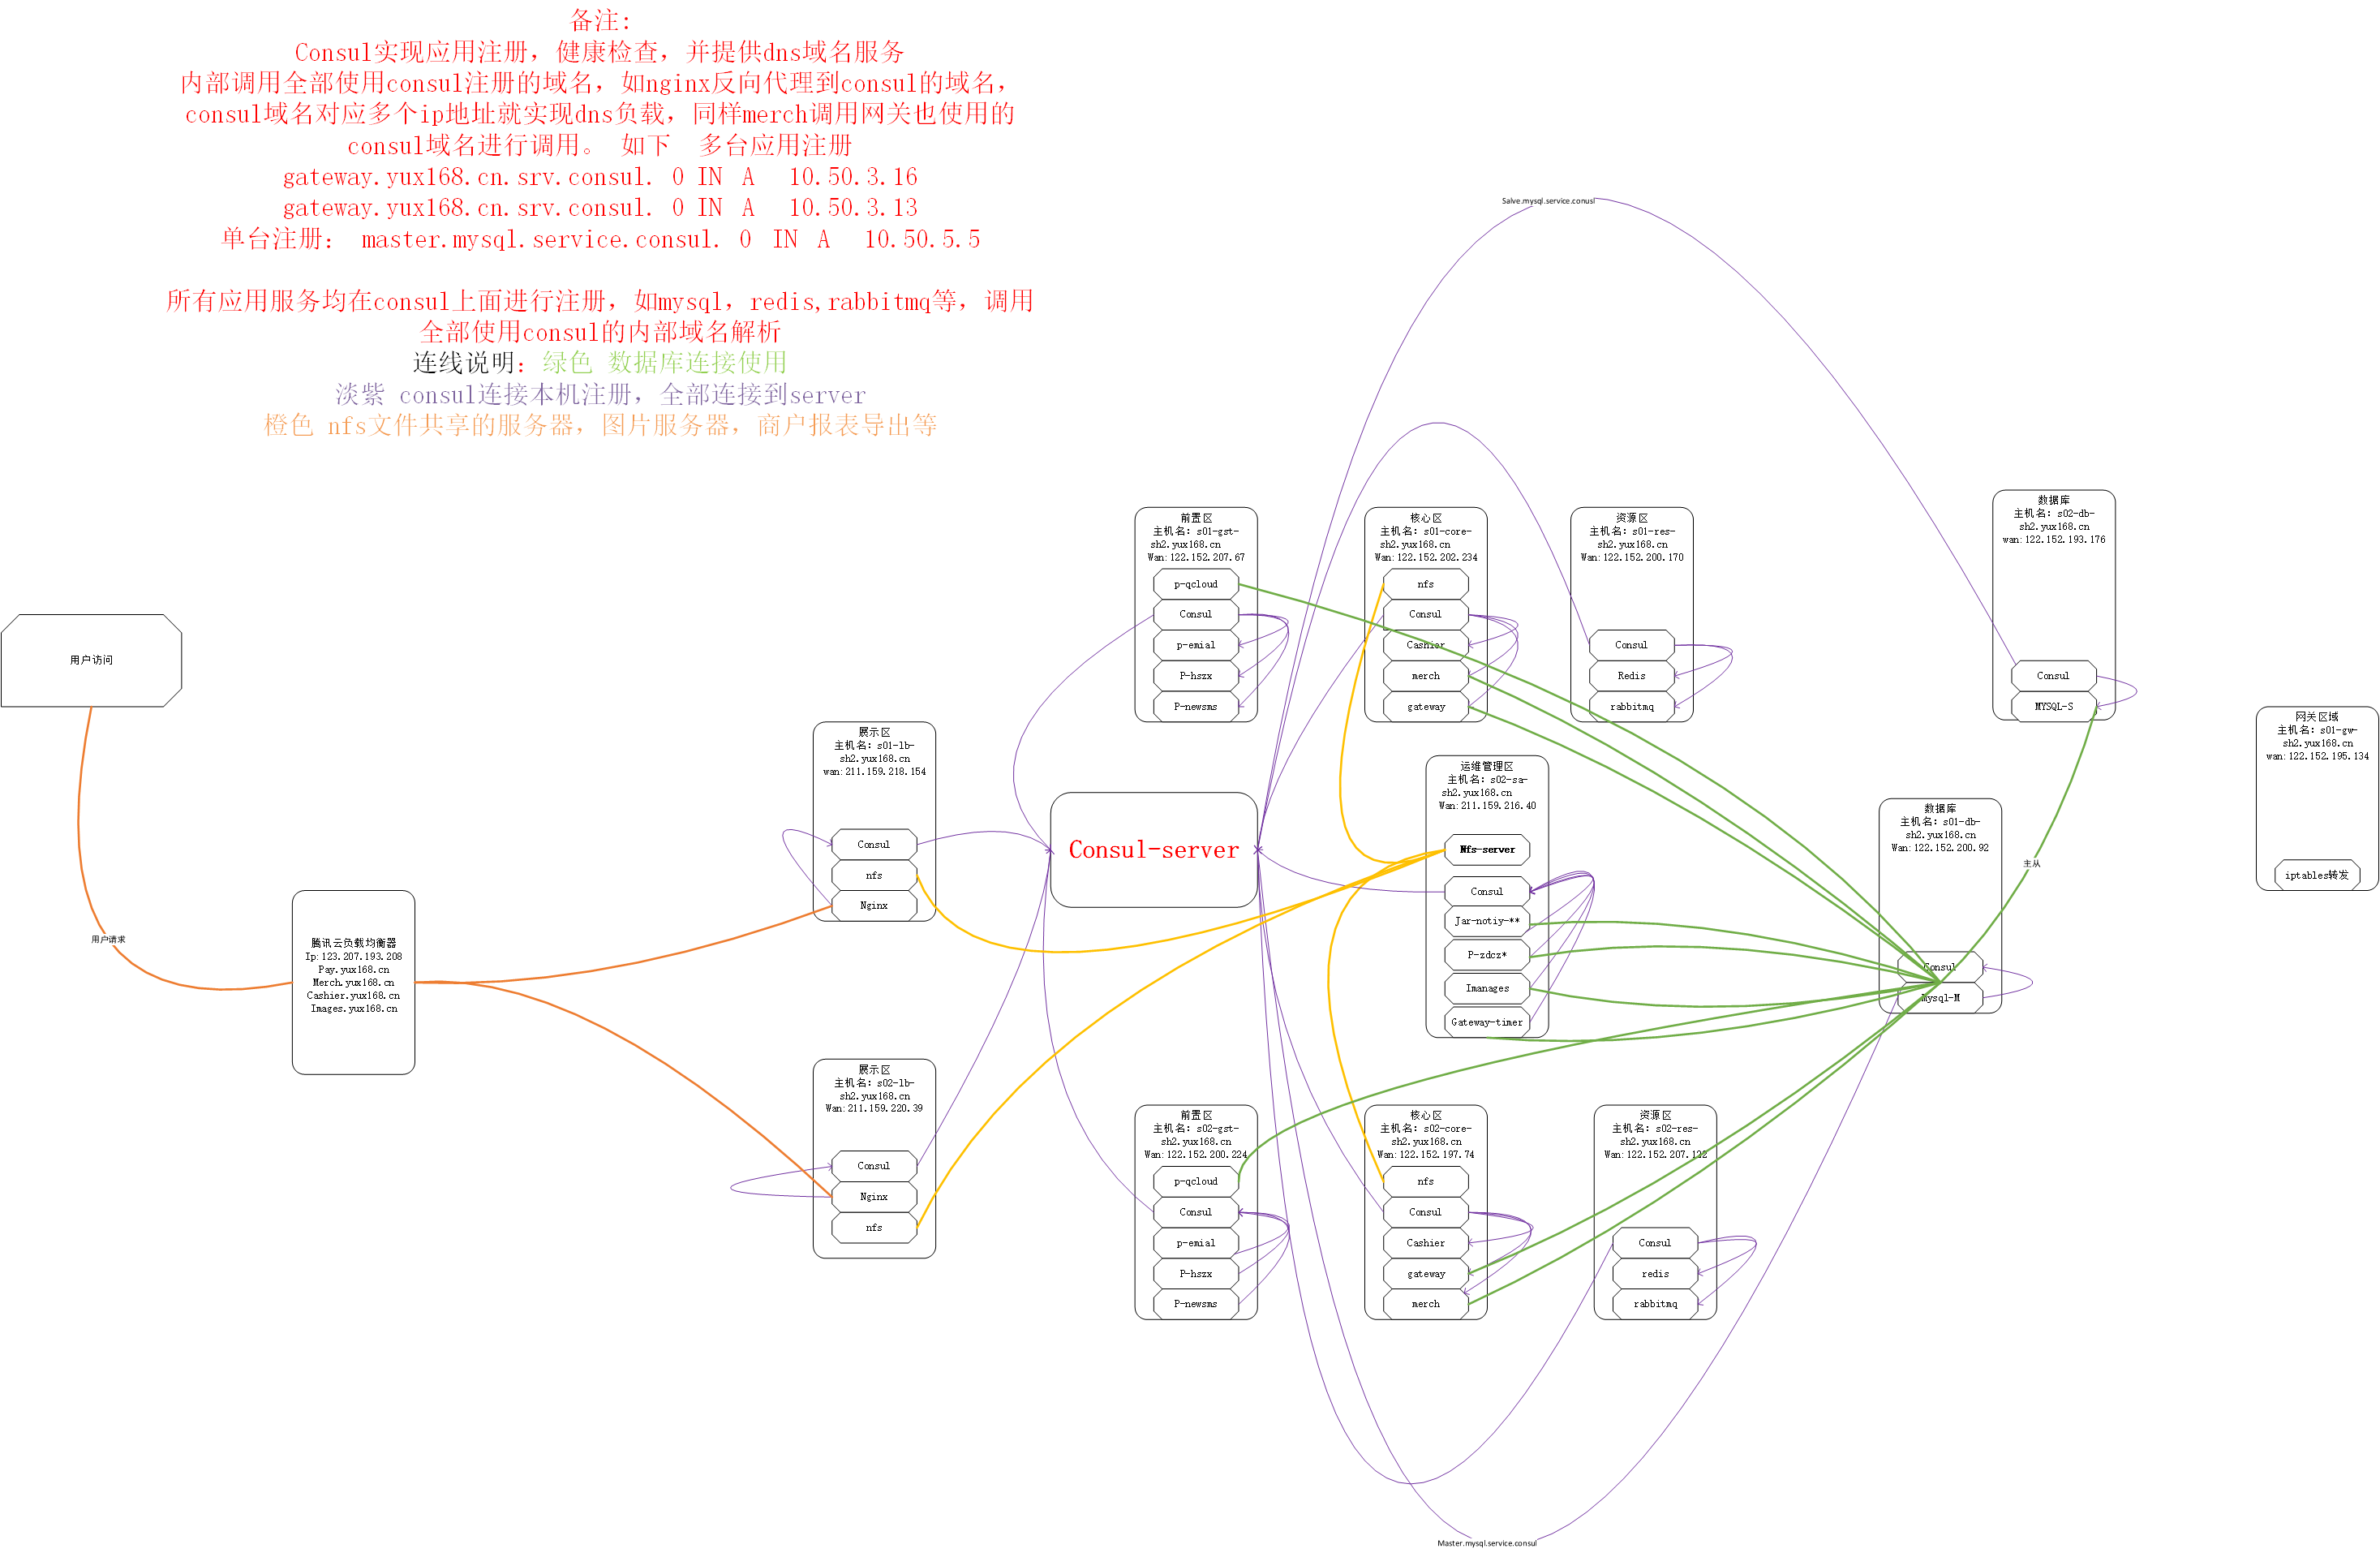 备注:
Consul实现应用注册，健康检查，并提供dns域名服务
内部调用全部使用consul注册的域名，如nginx反向代理到consul的域名，
consul域名对应多个ip地址就实现dns负载，同样merch调用网关也使用的
consul域名进行调用。 如下 多台应用注册
gateway.yux168.cn.srv.consul. 0 IN A 10.50.3.16
gateway.yux168.cn.srv.consul. 0 IN A 10.50.3.13
单台注册： master.mysql.service.consul. 0 IN A 10.50.5.5
所有应用服务均在consul上面进行注册，如mysql，redis,rabbitmq等，调用
全部使用consul的内部域名解析
连线说明：绿色 数据库连接使用
淡紫 consul连接本机注册，全部连接到server
橙色 nfs文件共享的服务器，图片服务器，商户报表导出等
Salve.mysql.service.conusl
用户访问
用户请求
腾讯云负载均衡器
Ip:123.207.193.208
Pay.yux168.cn
Merch.yux168.cn
Cashier.yux168.cn
Images.yux168.cn
展示区
主机名：s01-lb-
sh2.yux168.cn
wan:211.159.218.154
Consul
nfs
Nginx
展示区
主机名：s02-lb-
sh2.yux168.cn
Wan:211.159.220.39
Consul
Nginx
nfs
Consul-server
前置区
主机名：s01-gst-
sh2.yux168.cn
Wan:122.152.207.67
p-qcloud
Consul
p-emial
P-hszx
P-newsms
核心区
主机名：s01-core-
sh2.yux168.cn
Wan:122.152.202.234
nfs
Consul
Cashier
merch
gateway
资源区
主机名：s01-res-
sh2.yux168.cn
Wan:122.152.200.170
Consul
Redis
rabbitmq
数据库
主机名：s02-db-
sh2.yux168.cn
wan:122.152.193.176
Consul
MYSQL-S
网关区域
主机名：s01-gw-
sh2.yux168.cn
wan:122.152.195.134
iptables转发
运维管理区
主机名：s02-sa-
sh2.yux168.cn
Wan:211.159.216.40
Nfs-server
Consul
Jar-notiy-**
P-zdcz*
Imanages
Gateway-timer
数据库
主机名：s01-db-
sh2.yux168.cn
Wan:122.152.200.92
Consul
Mysql-M
主从
前置区
主机名：s02-gst-
sh2.yux168.cn
Wan:122.152.200.224
p-qcloud
Consul
p-emial
P-hszx
P-newsms
核心区
主机名：s02-core-
sh2.yux168.cn
Wan:122.152.197.74
nfs
Consul
Cashier
gateway
merch
资源区
主机名：s02-res-
sh2.yux168.cn
Wan:122.152.207.132
Consul
redis
rabbitmq
Master.mysql.service.consul